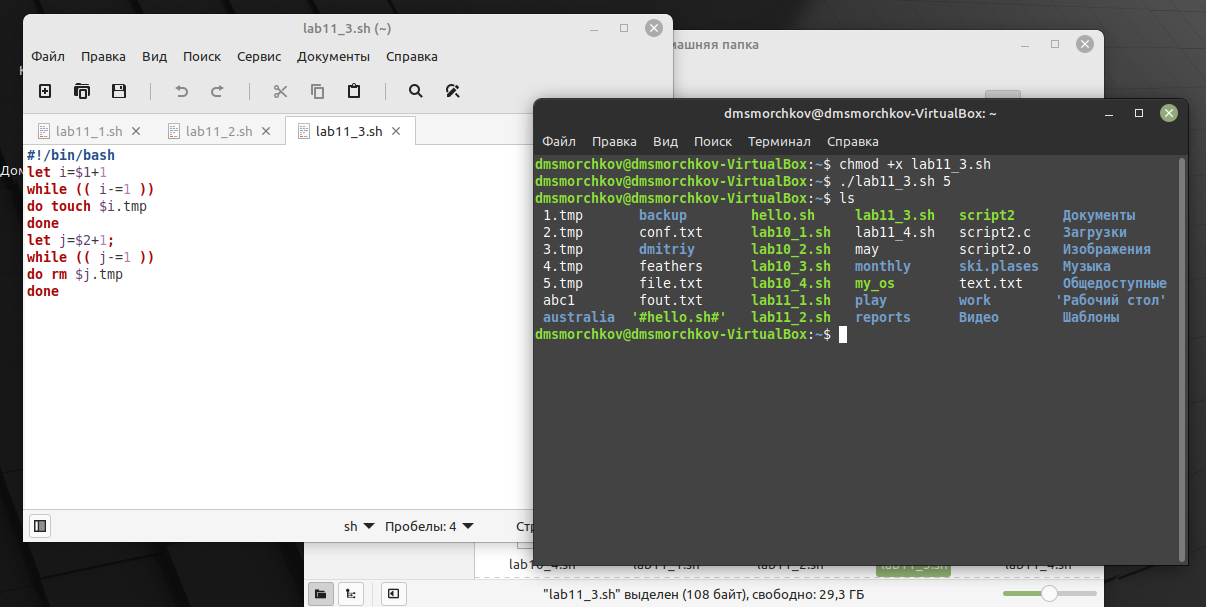 lab11_3.sh (~)
Файл Правка Вид Поиск Сервис Документы Справка
lab11_1.sh lab11_2.sh lab11_3.sh
#!/bin/bash
let i=$1+1
while (( i-=1 ))
do touch $i.tmp
done
let j=$2+1;
while (( j-=1 ))
do rm $j.tmp
done
sh Пробелы: 4
машняя папка
dmsmorchkov@dmsmorchkov-VirtualBox: ~
Файл Правка Вид Поиск Терминал Справка
dmsmorchkov@dmsmorchkov-VirtualBox:~$ chmod +x lab11_3.sh
dmsmorchkov@dmsmorchkov-VirtualBox:~$ ./lab11_3.sh 5
dmsmorchkov@dmsmorchkov-VirtualBox:~$ ls
1.tmp backup hello.sh lab11_3.sh script2 Документы
2.tmp conf.txt lab10_1.sh lab11_4.sh script2.c Загрузки
3.tmp dmitriy lab10_2.sh may script2.o Изображения
4.tmp feathers lab10_3.sh monthly ski.plases Музыка
5.tmp file.txt lab10_4.sh my_os text.txt Общедоступные
abc1 fout.txt lab11_1.sh play work 'Рабочий стол'
australia '#hello.sh#' lab11_2.sh reports Видео Шаблоны
dmsmorchkov@dmsmorchkov-VirtualBox:~$
"lab11_3.sh" выделен (108 байт), свободно: 29,3 ГБ